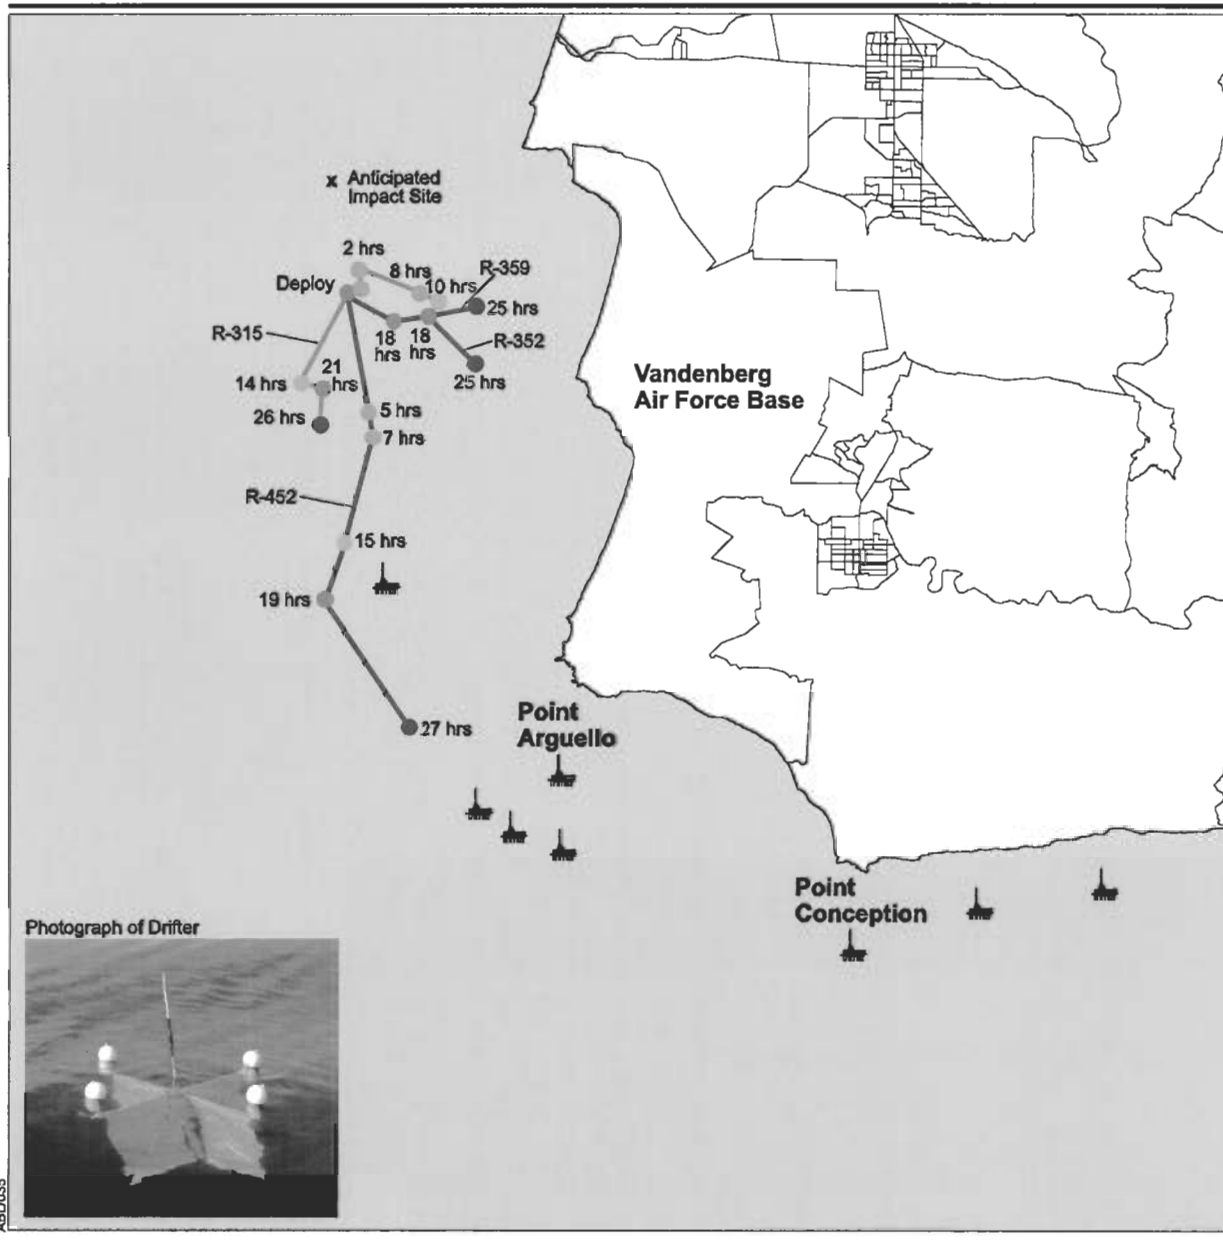 x Anticipated
Impact Site
2 hrs
8 hrs
R-359
Deploy
10 hrs
25 hrs
R-315
18
hrs
18
hrs
R-352
21
hrs
14 hrs
25 hrs
Vandenberg
Air Force Base
5 hrs
26 hrs
7 hrs
R-452
15 hrs
19 hrs
27 hrs
Point
Arguello
Point
Conception
Photograph of Drifter